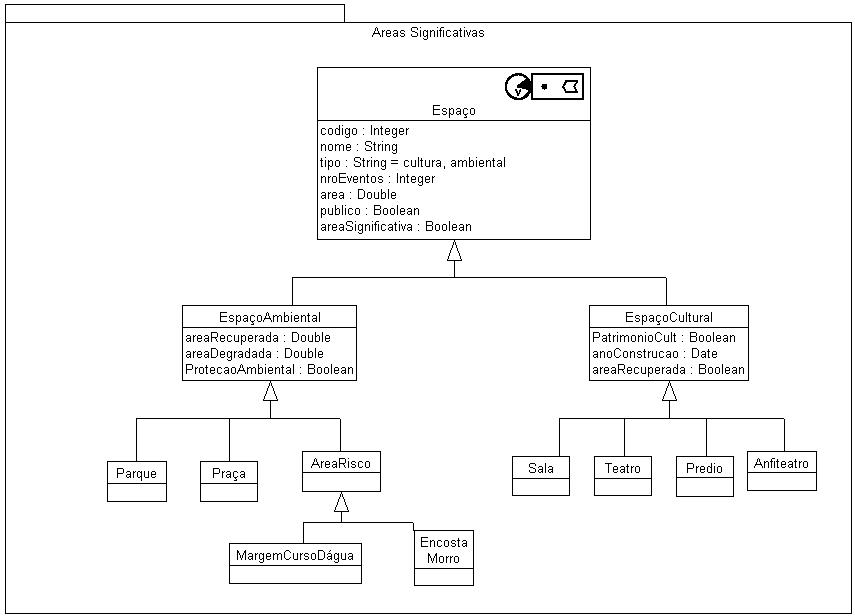 Areas Significativas
v
Espaço
codigo : Integer
nome : String
tipo : String = cultura, ambiental
nroEventos : Integer
area : Double
publico : Boolean
areaSignificativa : Boolean
EspaçoAmbiental
areaRecuperada : Double
areaDegradada : Double
ProtecaoAmbiental : Boolean
EspaçoCultural
PatrimonioCult : Boolean
anoConstrucao : Date
areaRecuperada : Boolean
Parque
Praça
AreaRisco
Sala
Teatro
Predio
Anfiteatro
MargemCursoDágua
Encosta
Morro